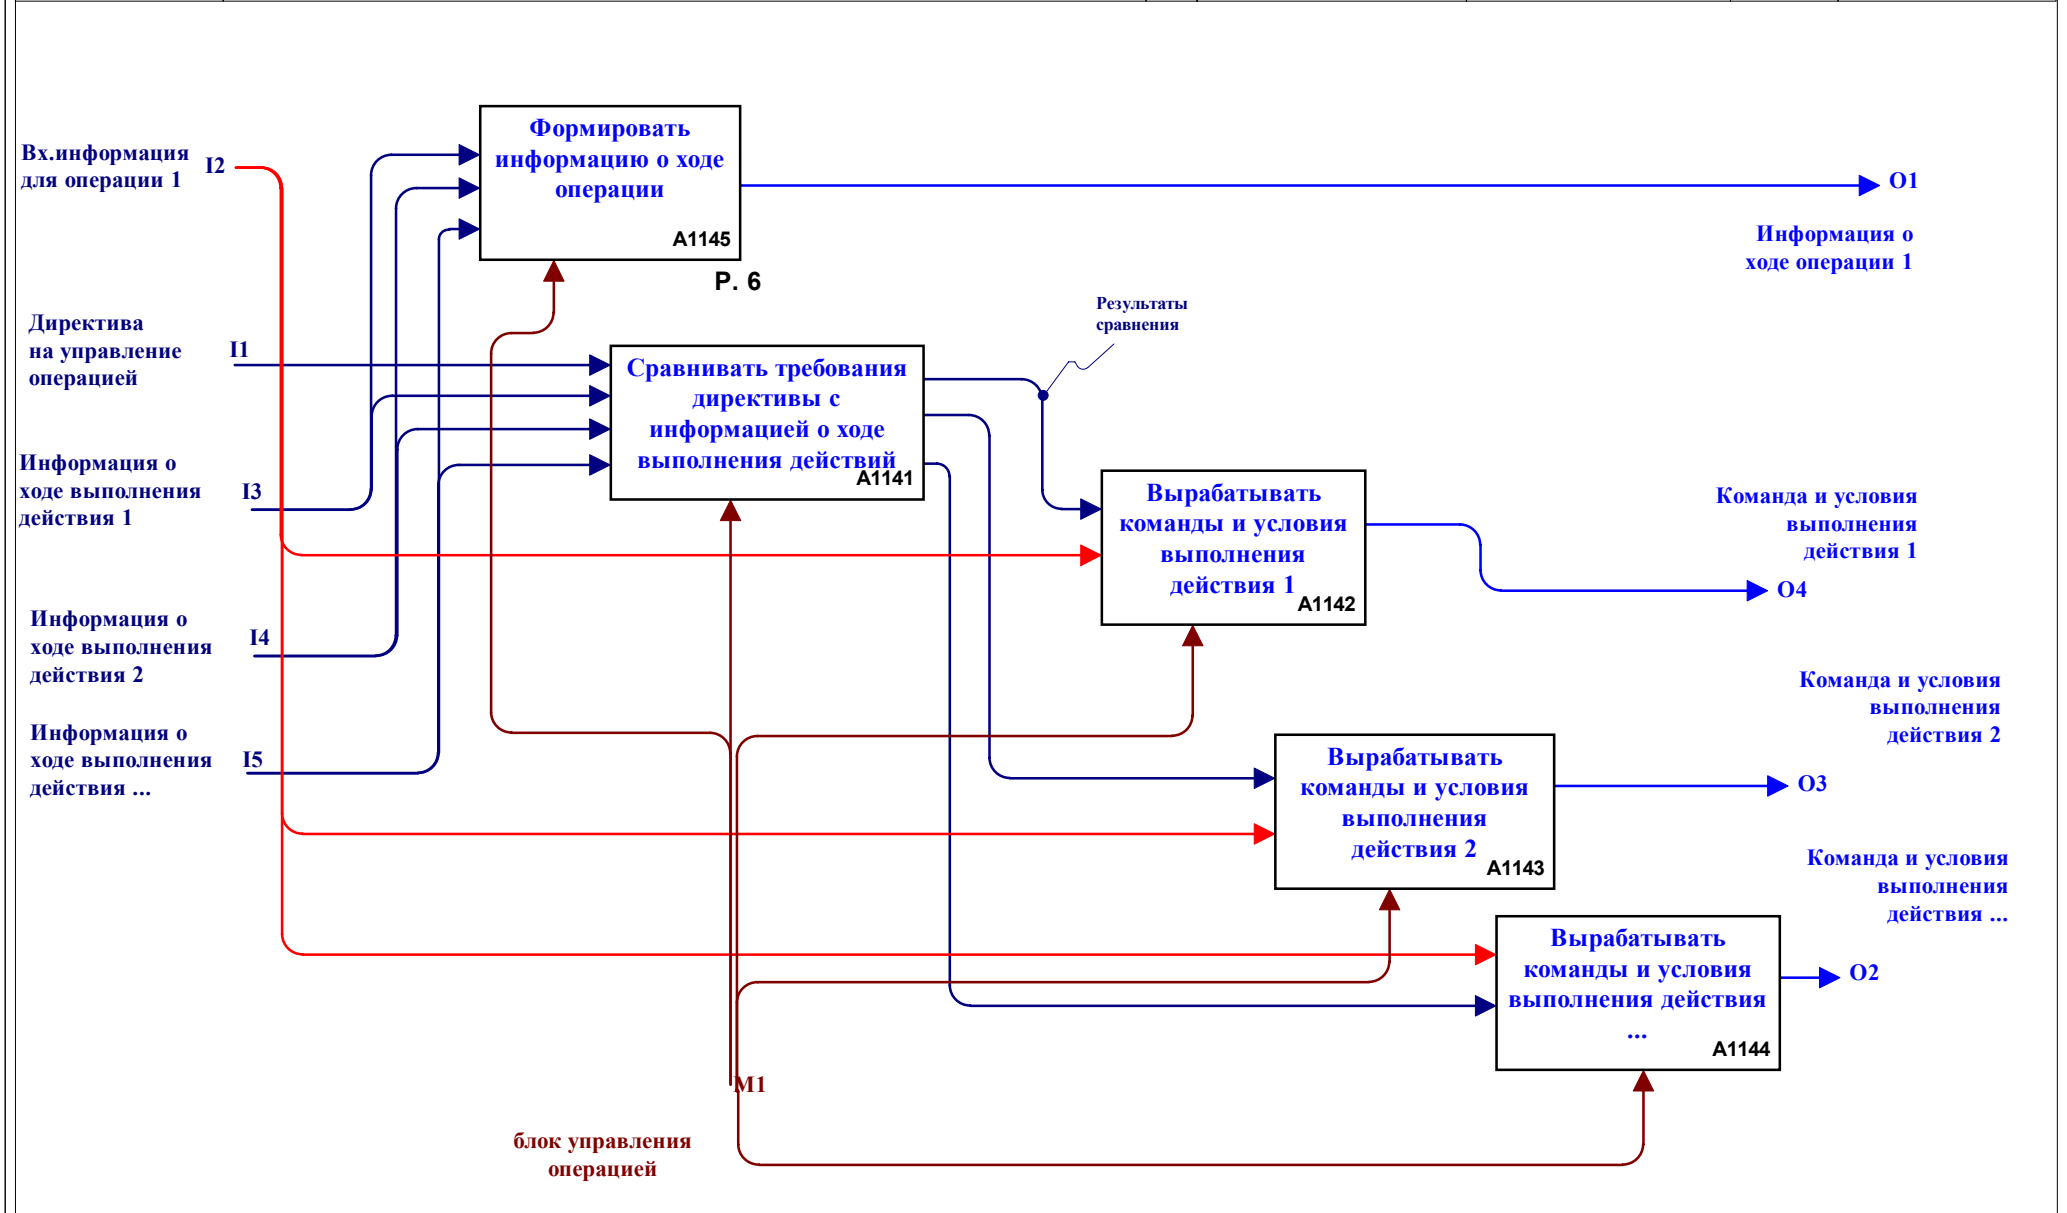 Формировать
информацию о ходе
операции
A1145
P. 6
Вх.информация
для операции 1
I2
O1
Информация о
ходе операции 1
Директива
на управление
операцией
I1
Результаты
сравнения
Сравнивать требования
директивы с
информацией о ходе
выполнения действий
A1141
Информация о
ходе выполнения
действия 1
I3
Вырабатывать
команды и условия
выполнения
действия 1
A1142
Команда и условия
выполнения
действия 1
O4
Информация о
ходе выполнения
действия 2
I4
Команда и условия
выполнения
действия 2
O3
Информация о
ходе выполнения
действия ...
I5
Вырабатывать
команды и условия
выполнения
действия 2
A1143
Команда и условия
выполнения
действия ...
O2
Вырабатывать
команды и условия
выполнения действия
...
A1144
M1
блок управления
операцией